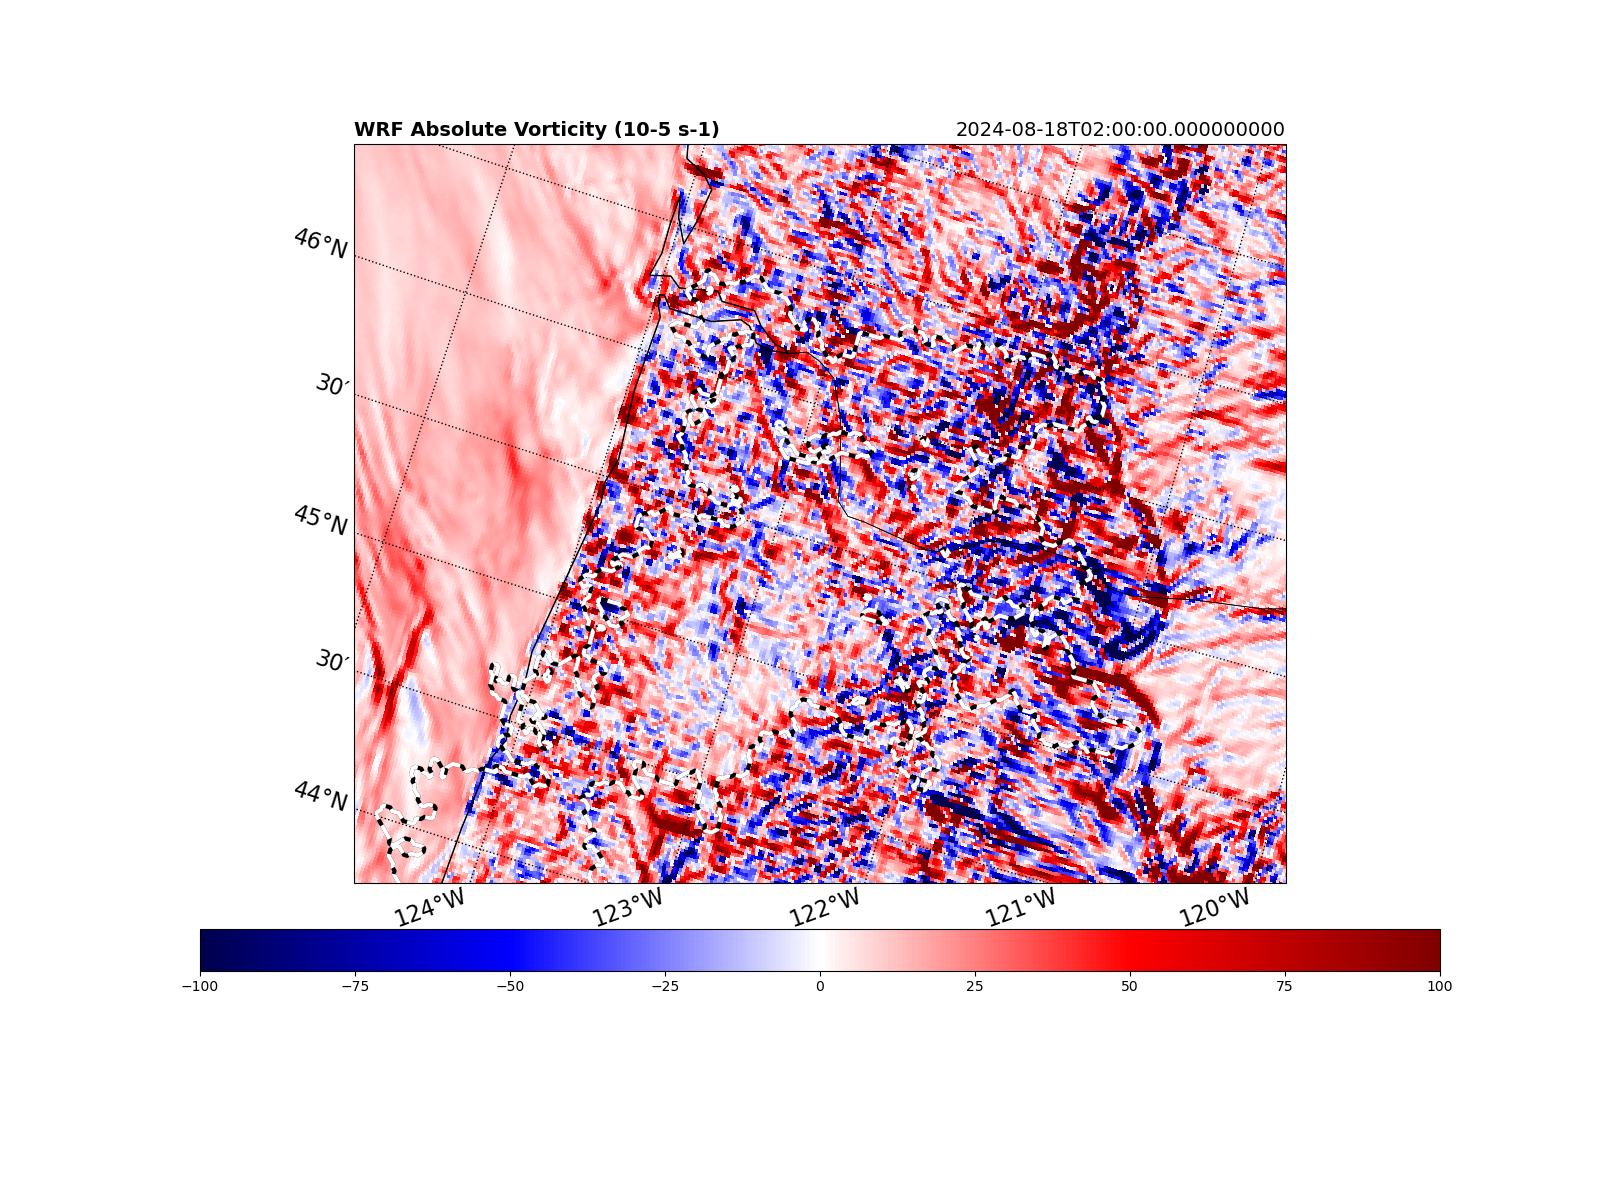 WRF Absolute Vorticity (10-5 s-1)
2024-08-18T02:00:00.000000000
46°N
30′
45°N
30′
44°N
124°W
123°W
122°W
121°W
120°W
−100
−75
−50
−25
0
25
50
75
100